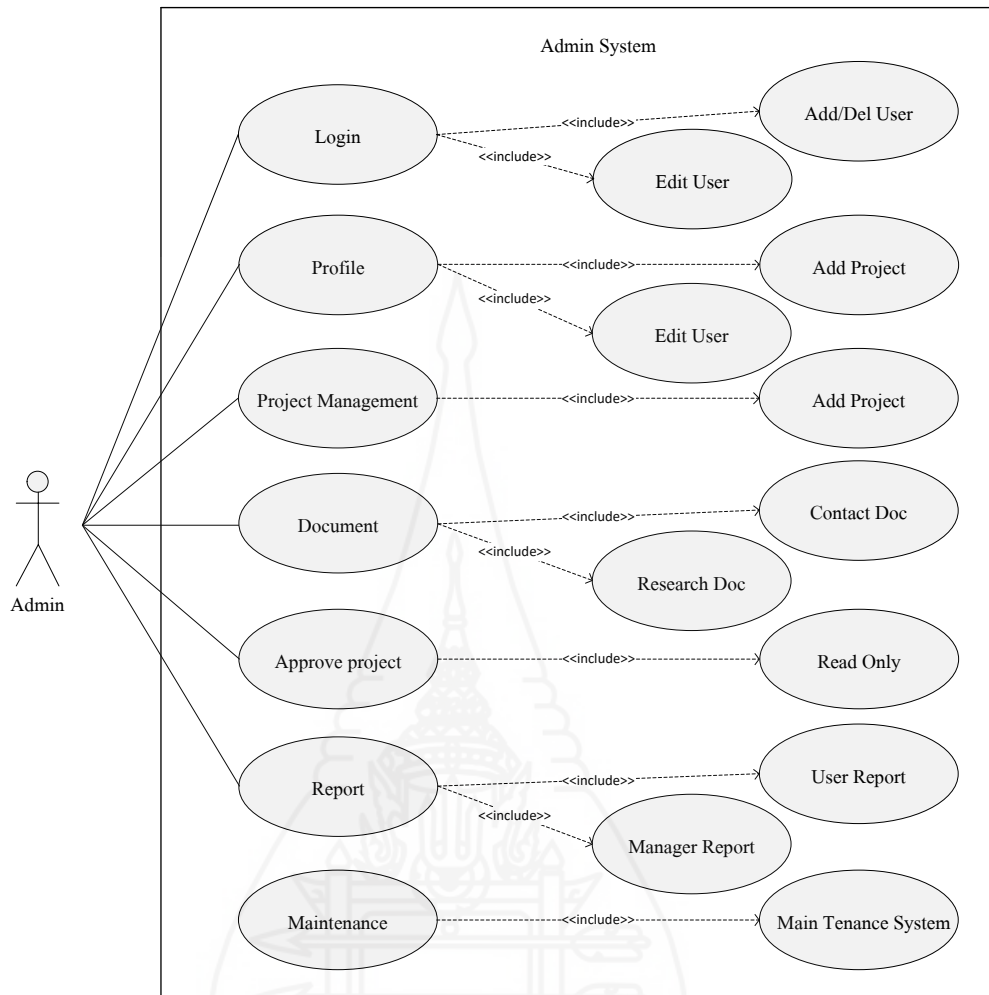 Admin System
Login
<<include>>
Add/Del User
<<include>>
Edit User
Profile
<<include>>
Add Project
<<include>>
Edit User
Project Management
<<include>>
Add Project
Admin
Document
<<include>>
Contact Doc
<<include>>
Research Doc
Approve project
<<include>>
Read Only
Report
<<include>>
User Report
<<include>>
Manager Report
Maintenance
<<include>>
Main Tenance System